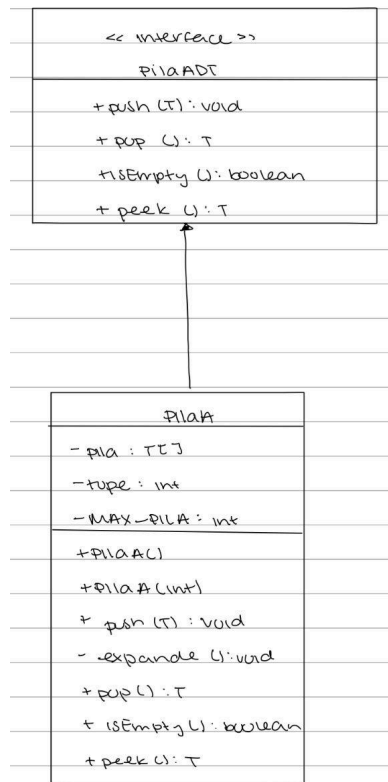 << interface >>
PilaADT
+ push (T) : void
+ pop () : T
+ isEmpty () : boolean
+ peek () : T
PilaA
- pila : T[]
- tope : int
- MAX_PILA : int
+ PilaA()
+ PilaA(int)
+ push (T) : void
- expande () : void
+ pop () : T
+ isEmpty () : boolean
+ peek () : T